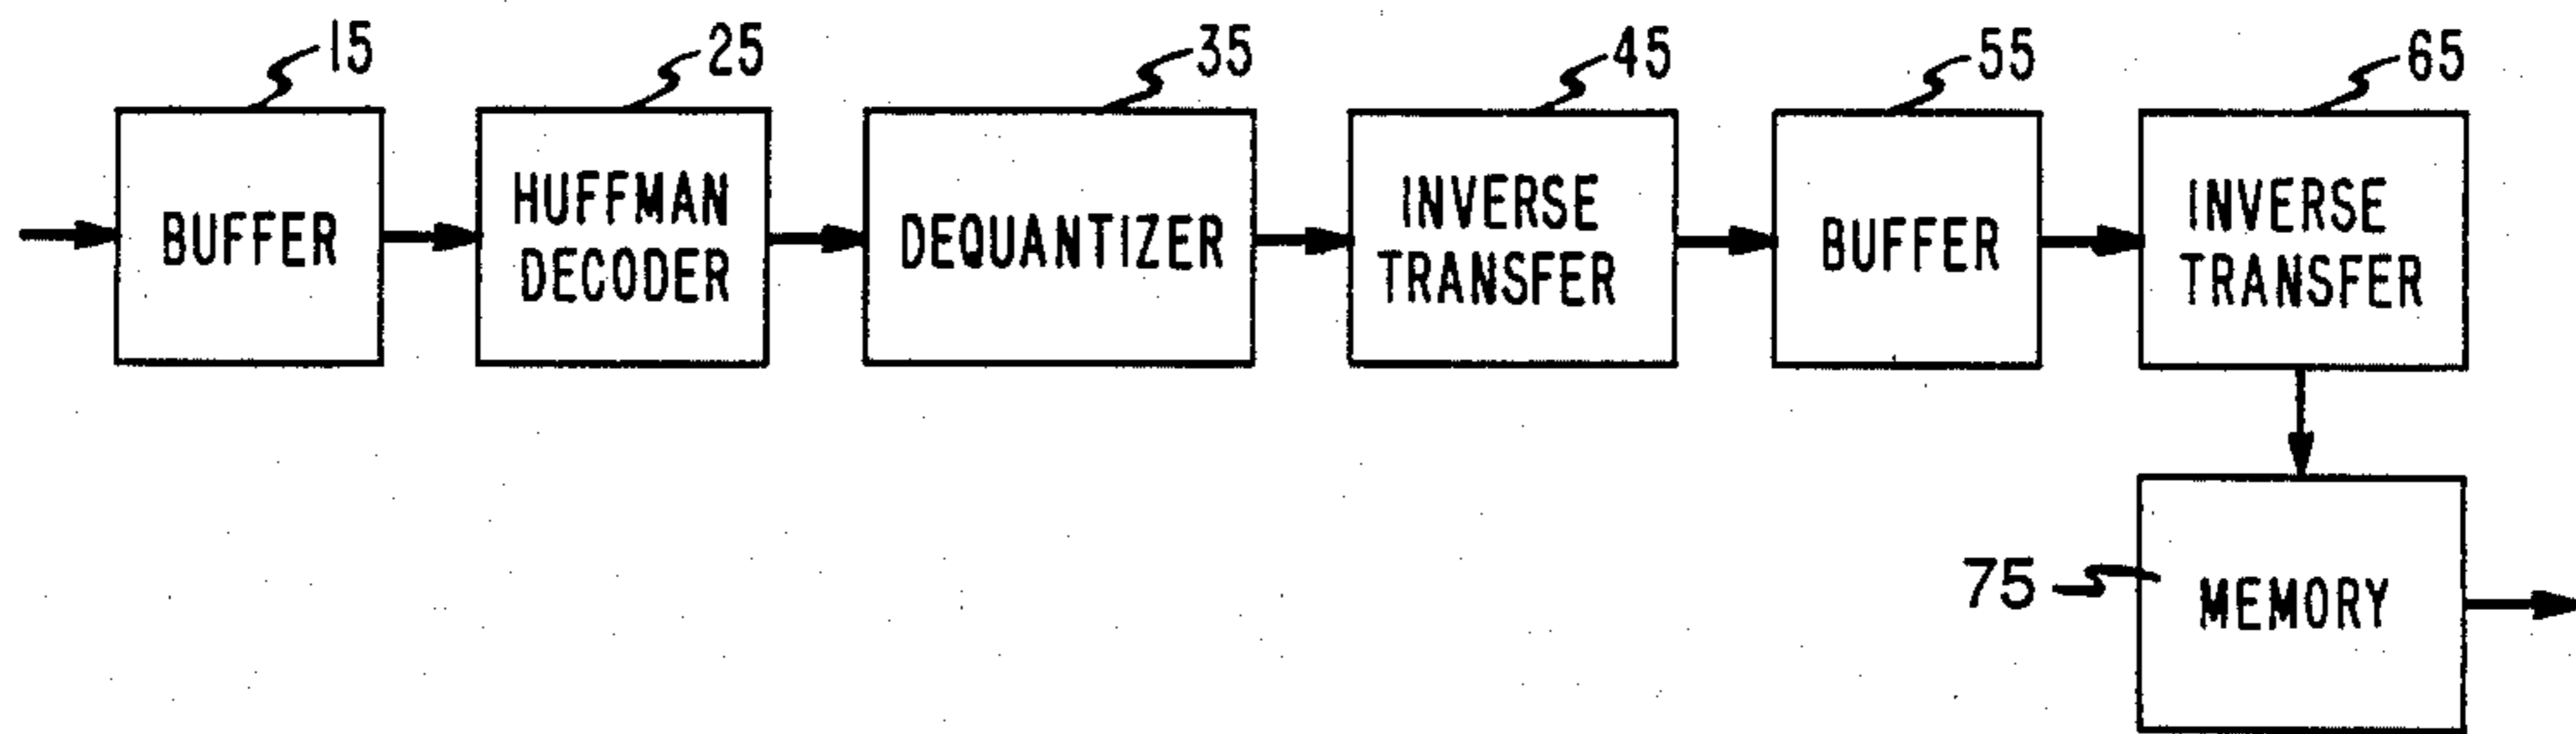 15
25
35
45
55
65
BUFFER
HUFFMAN
DECODER
DEQUANTIZER
INVERSE
TRANSFER
BUFFER
INVERSE
TRANSFER
75
MEMORY